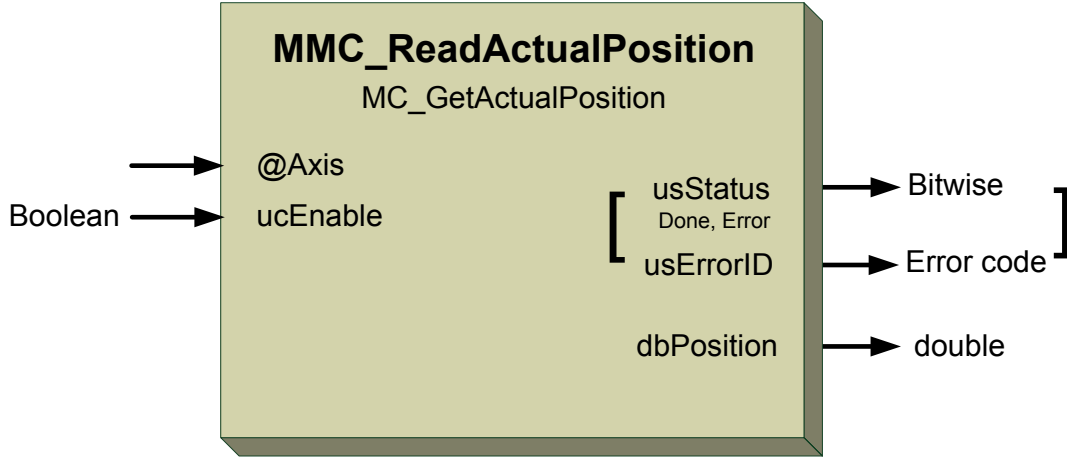 MMC_ReadActualPosition
MC_GetActualPosition
@Axis
Boolean
ucEnable
usStatus
Bitwise
Done, Error
usErrorID
Error code
dbPosition
double